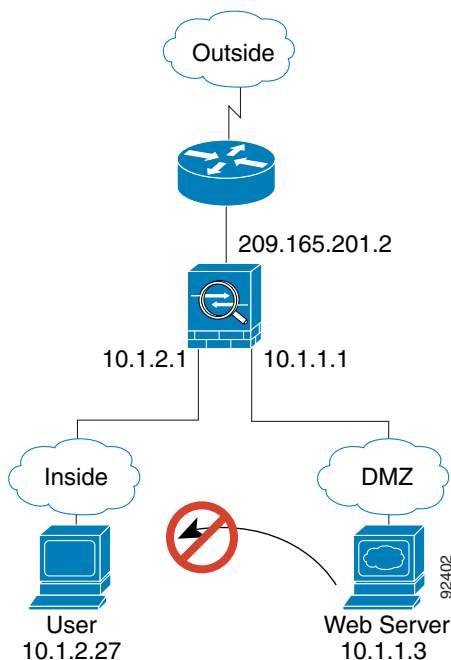 Outside
209.165.201.2
10.1.2.1
10.1.1.1
Inside
DMZ
User
10.1.2.27
Web Server
10.1.1.3
92402